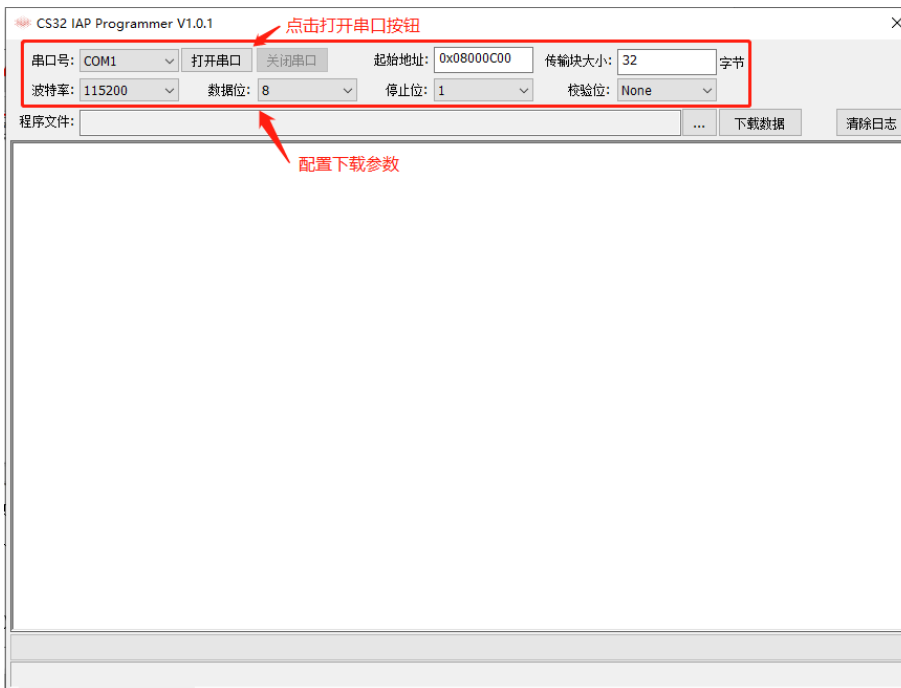 CS32 IAP Programmer V1.0.1
点击打开串口按钮
串口号: COM1 打开串口 关闭串口 起始地址: 0x08000C00 传输块大小: 32 字节
波特率: 115200 数据位: 8 停止位: 1 校验位: None
程序文件: ... 下载数据 清除日志
配置下载参数